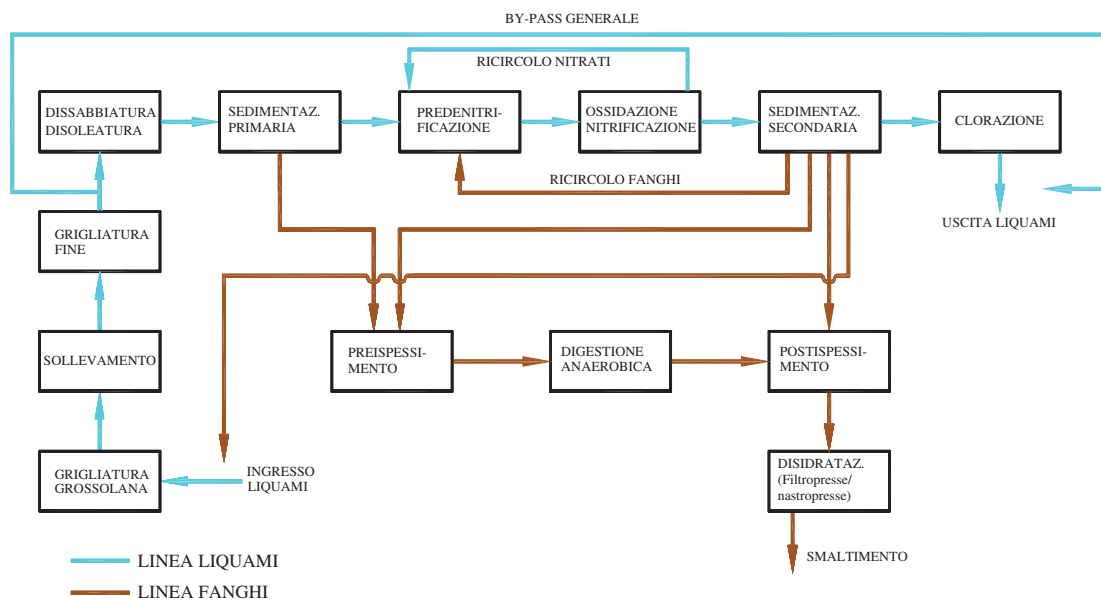 BY-PASS GENERALE
RICIRCOLO NITRATI
DISSABBIATURA
DISOLEATURA
SEDIMENTAZ.
PRIMARIA
PREDENITRI-
FICAZIONE
OSSIDAZIONE
NITRIFICAZIONE
SEDIMENTAZ.
SECONDARIA
CLORAZIONE
RICIRCOLO FANGHI
USCITA LIQUAMI
GRIGLIATURA
FINE
SOLLEVAMENTO
PREISPESSI-
MENTO
DIGESTIONE
ANAEROBICA
POSTISPESSI-
MENTO
GRIGLIATURA
GROSSOLANA
INGRESSO
LIQUAMI
DISIDRATAZ.
(Filtropresse/
nastropresse)
SMALTIMENTO
LINEA LIQUAMI
LINEA FANGHI